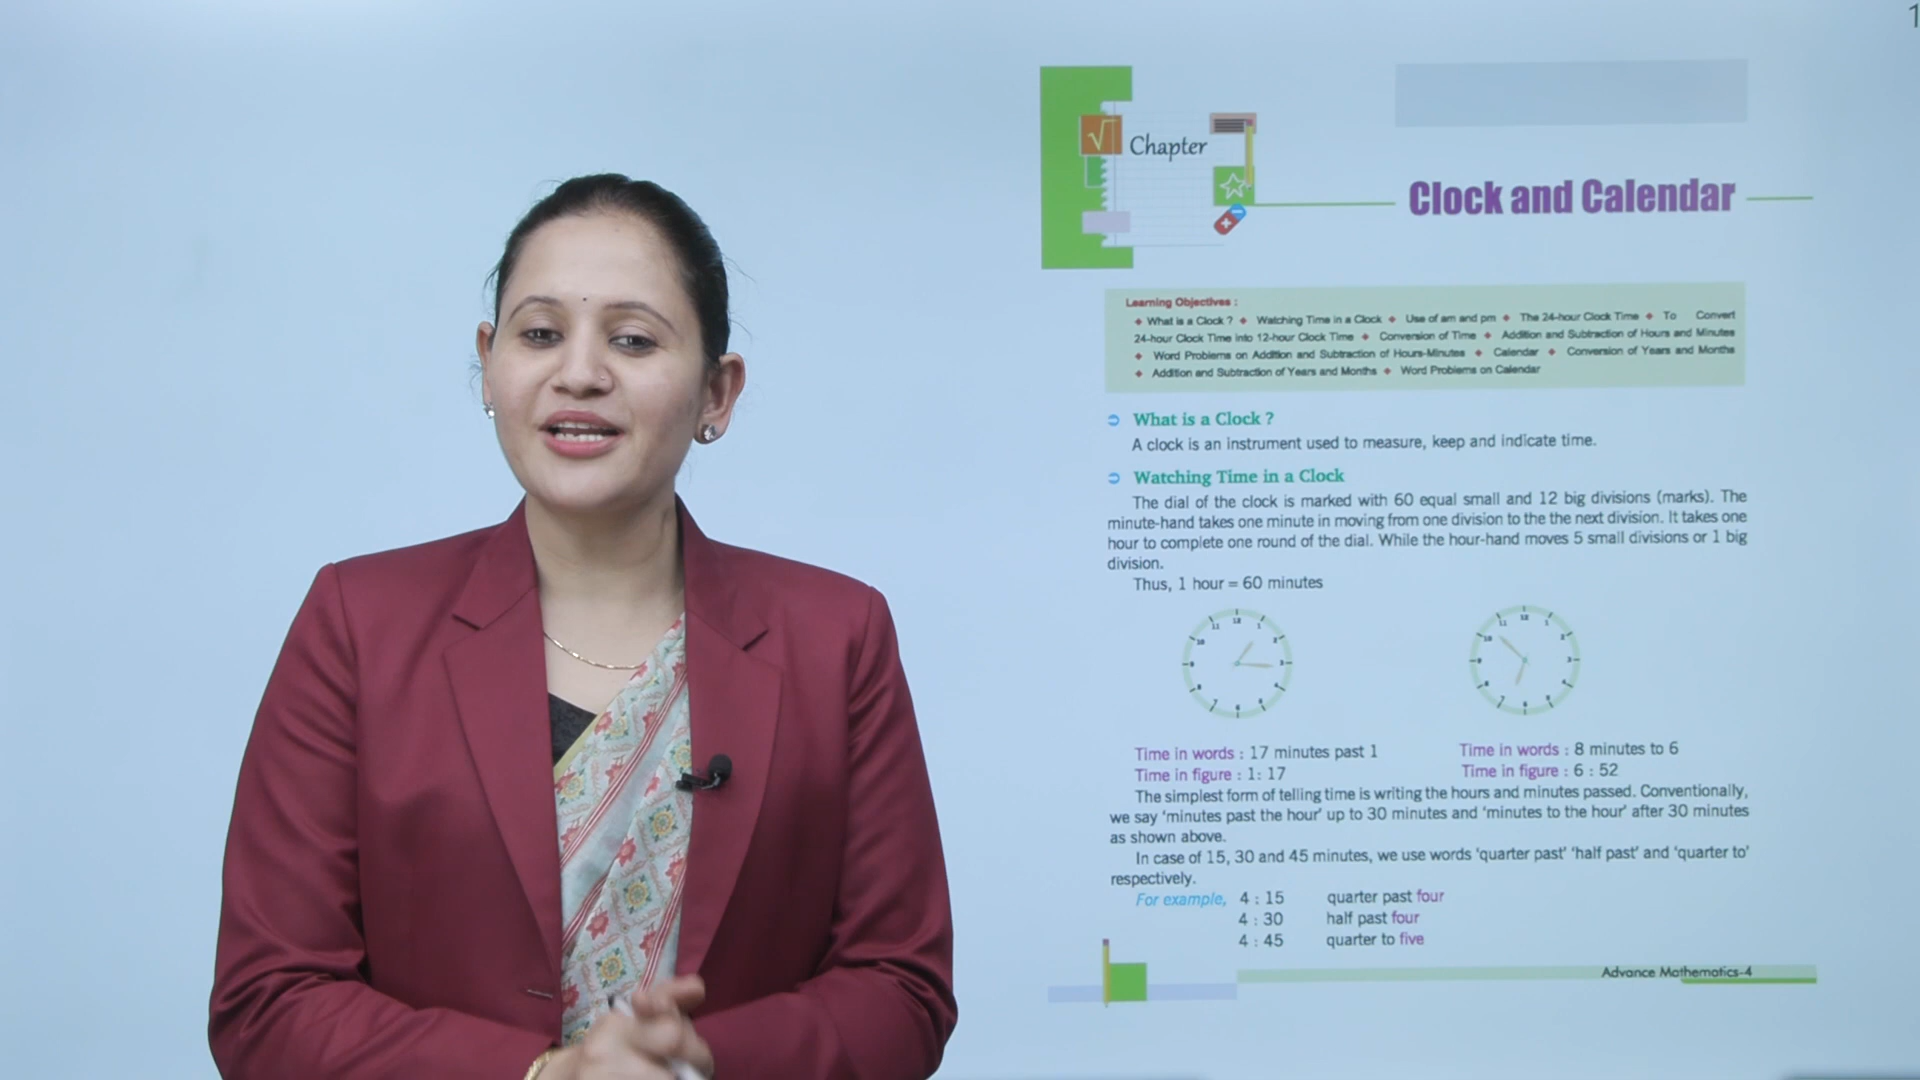 1
Chapter
Clock and Calendar
Learning Objectives :
What is a Clock ? Watching Time in a Clock Use of am and pm The 24-hour Clock Time To Convert
24-hour Clock Time into 12-hour Clock Time Conversion of Time Addition and Subtraction of Hours and Minutes
Word Problems on Addition and Subtraction of Hours-Minutes Calendar Conversion of Years and Months
Addition and Subtraction of Years and Months Word Problems on Calendar
What is a Clock ?
A clock is an instrument used to measure, keep and indicate time.
Watching Time in a Clock
The dial of the clock is marked with 60 equal small and 12 big divisions (marks). The
minute-hand takes one minute in moving from one division to the the next division. It takes one
hour to complete one round of the dial. While the hour-hand moves 5 small divisions or 1 big
division.
Thus, 1 hour = 60 minutes
Time in words : 17 minutes past 1
Time in figure : 1: 17
Time in words : 8 minutes to 6
Time in figure : 6 : 52
The simplest form of telling time is writing the hours and minutes passed. Conventionally,
we say ‘minutes past the hour’ up to 30 minutes and ‘minutes to the hour’ after 30 minutes
as shown above.
In case of 15, 30 and 45 minutes, we use words ‘quarter past’ ‘half past’ and ‘quarter to’
respectively.
For example, 4 : 15 quarter past four
4 : 30 half past four
4 : 45 quarter to five
Advance Mathematics-4